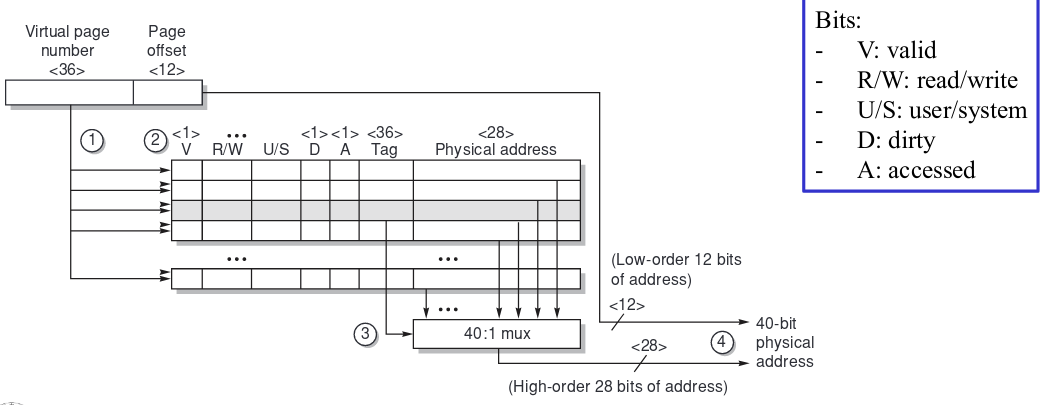 Virtual page
number
<36>
Page
offset
<12>
Bits:
- V: valid
- R/W: read/write
- U/S: user/system
- D: dirty
- A: accessed
1
2
<1> ... <1> <1> <36> <28>
V R/W U/S D A Tag Physical address
... ...
...
(Low-order 12 bits
of address)
<12>
3
40:1 mux
<28>
4
40-bit
physical
address
(High-order 28 bits of address)